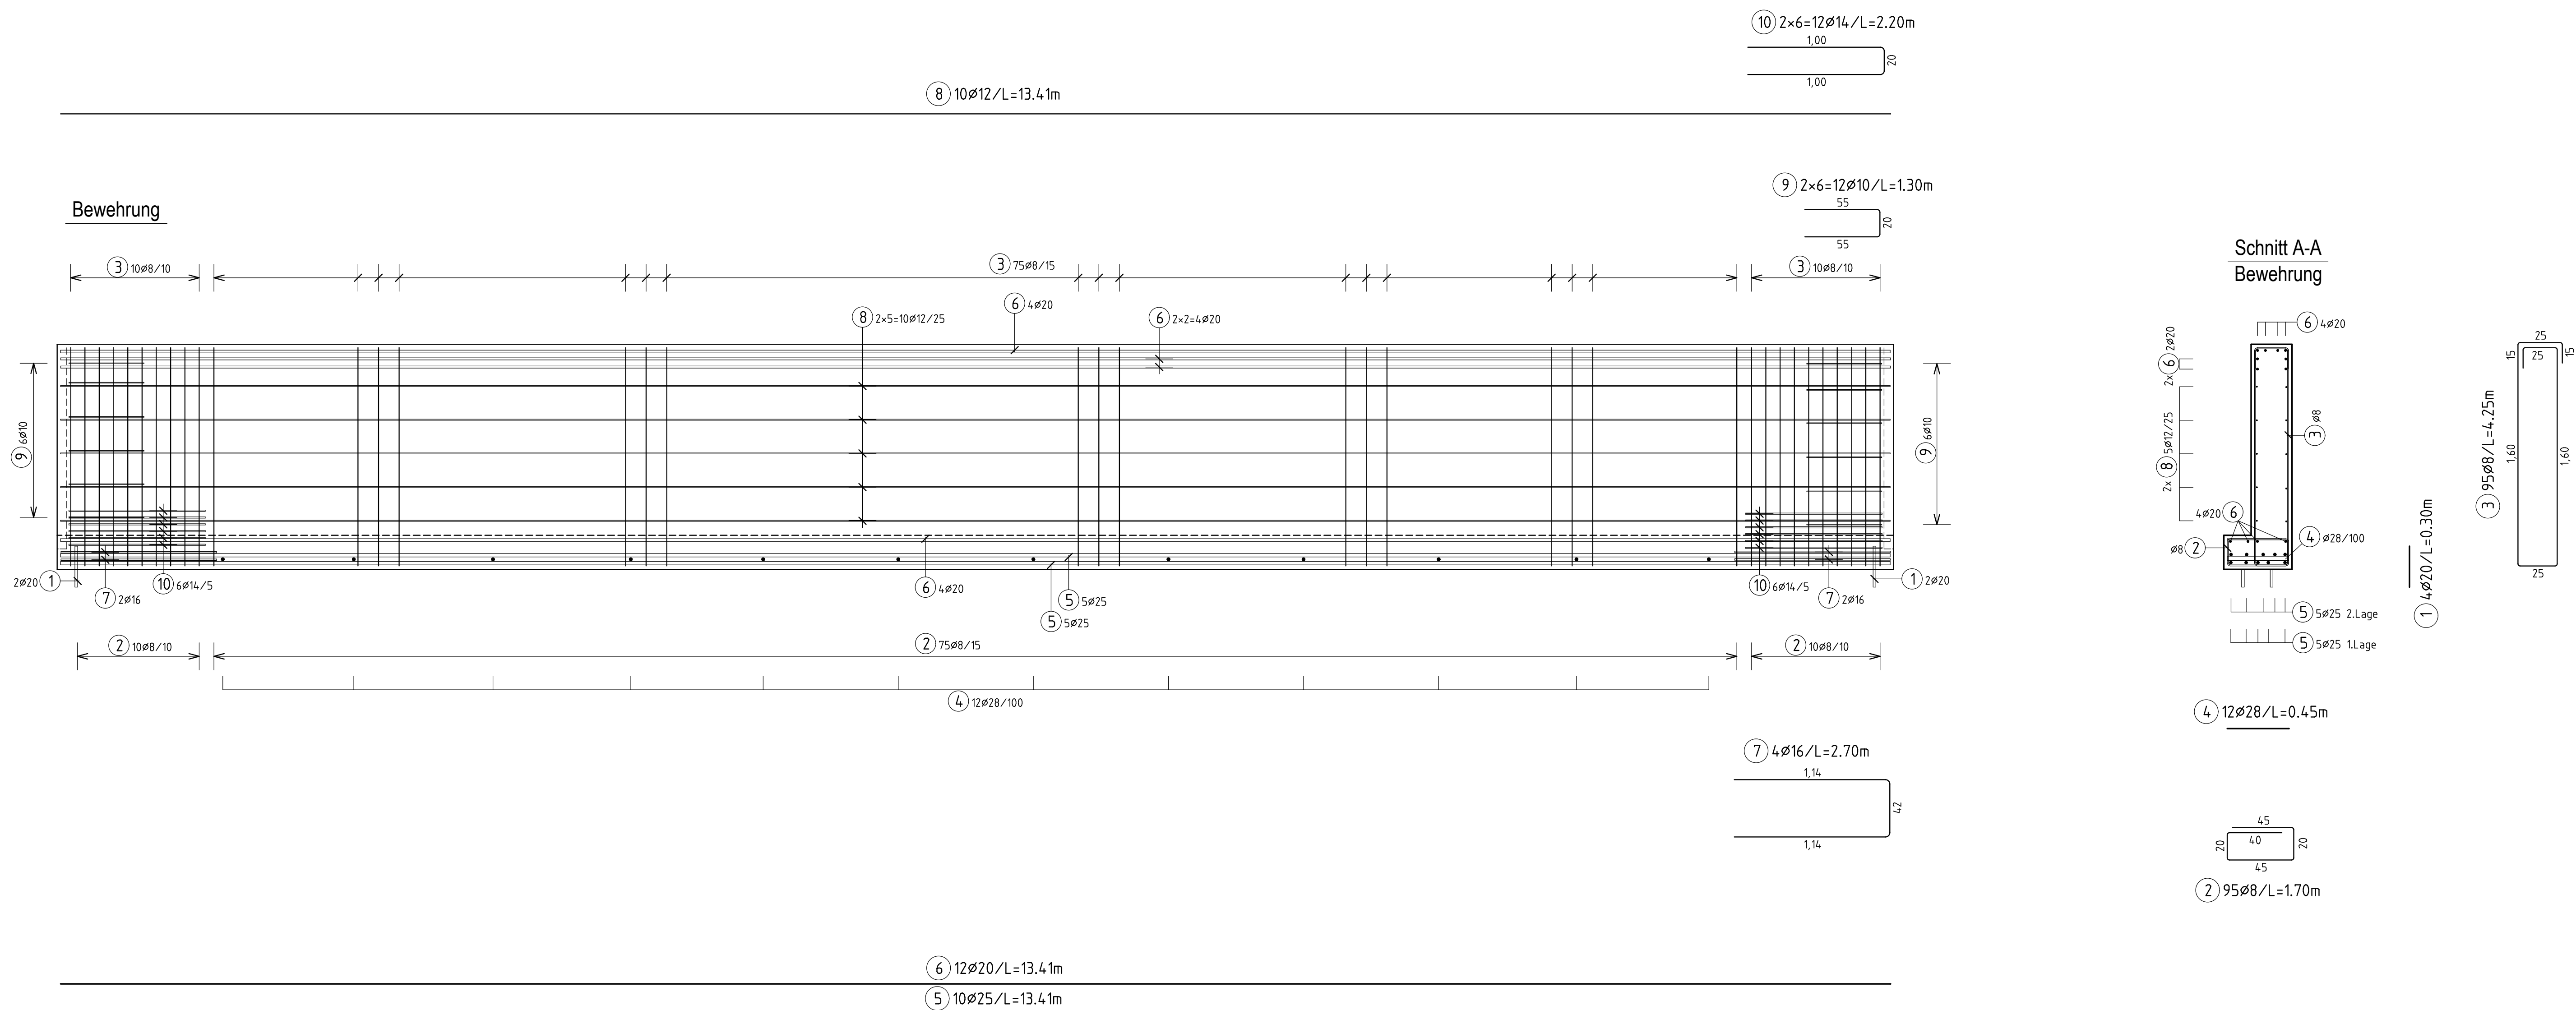 ⑩ 2×6=12Ø14/L=2.20m
1,00
20
1,00
⑧ 10Ø12/L=13.41m
⑨ 2×6=12Ø10/L=1.30m
55
20
55
Bewehrung
③ 10Ø8/10
③ 75Ø8/15
③ 10Ø8/10
⑥ 4Ø20
⑧ 2×5=10Ø12/25
⑥ 2×2=4Ø20
⑨ 6Ø10
⑨ 6Ø10
2Ø20 ①
⑦ 2Ø16
⑩ 6Ø14/5
⑥ 4Ø20
⑤ 5Ø25
⑤ 5Ø25
⑩ 6Ø14/5
⑦ 2Ø16
① 2Ø20
② 10Ø8/10
② 75Ø8/15
② 10Ø8/10
④ 12Ø28/100
⑦ 4Ø16/L=2.70m
1,14
42
1,14
⑥ 12Ø20/L=13.41m
⑤ 10Ø25/L=13.41m
Schnitt A-A
Bewehrung
⑥ 4Ø20
2× ⑥ 2Ø20
2× ⑧ 5Ø12/25
③ Ø8
4Ø20 ⑥
Ø8 ②
④ Ø28/100
⑤ 5Ø25 2.Lage
⑤ 5Ø25 1.Lage
① 4Ø20/L=0.30m
③ 95Ø8/L=4.25m
25
15
25
15
1,60
1,60
25
④ 12Ø28/L=0.45m
45
20
40
20
45
② 95Ø8/L=1.70m